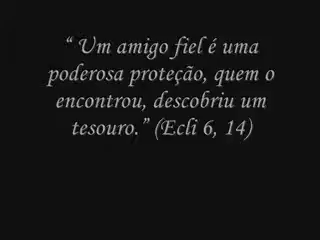 “ Um amigo fiel é uma
poderosa proteção, quem o
encontrou, descobriu um
tesouro.” (Ecli 6, 14)